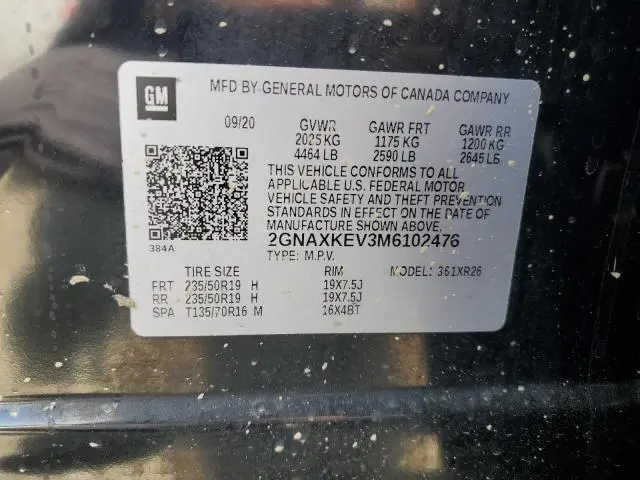 GM
MFD BY GENERAL MOTORS OF CANADA COMPANY
09/20 GVWR GAWR FRT GAWR RR
2025 KG 1175 KG 1200 KG
4464 LB 2590 LB 2645 LB
THIS VEHICLE CONFORMS TO ALL
APPLICABLE U.S. FEDERAL MOTOR
VEHICLE SAFETY AND THEFT PREVENTION
STANDARDS IN EFFECT ON THE DATE OF
MANUFACTURE SHOWN ABOVE.
2GNAXKEV3M6102476
384A
TYPE: M.P.V.
TIRE SIZE RIM MODEL: 361XR26
FRT 235/50R19 H 19X7.5J
RR 235/50R19 H 19X7.5J
SPA T135/70R16 M 16X4BT